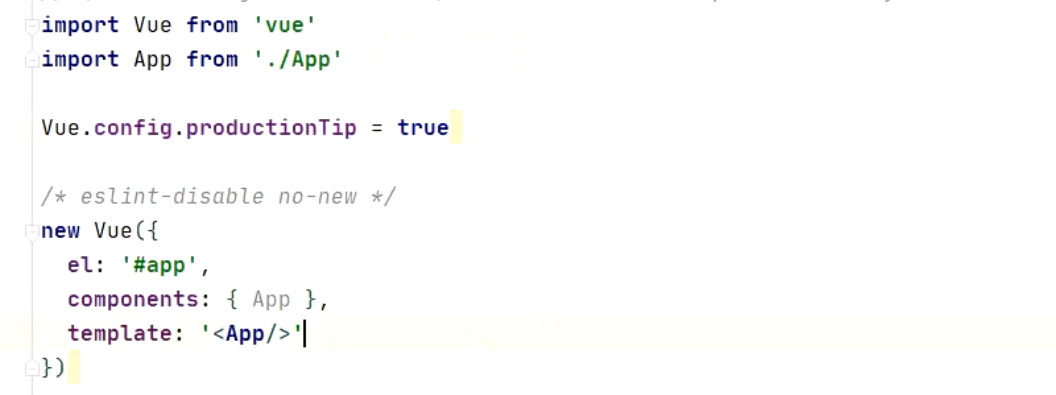 import Vue from 'vue'
import App from './App'
Vue.config.productionTip = true
/* eslint-disable no-new */
new Vue({
  el: '#app',
  components: { App },
  template: '<App/>'
})